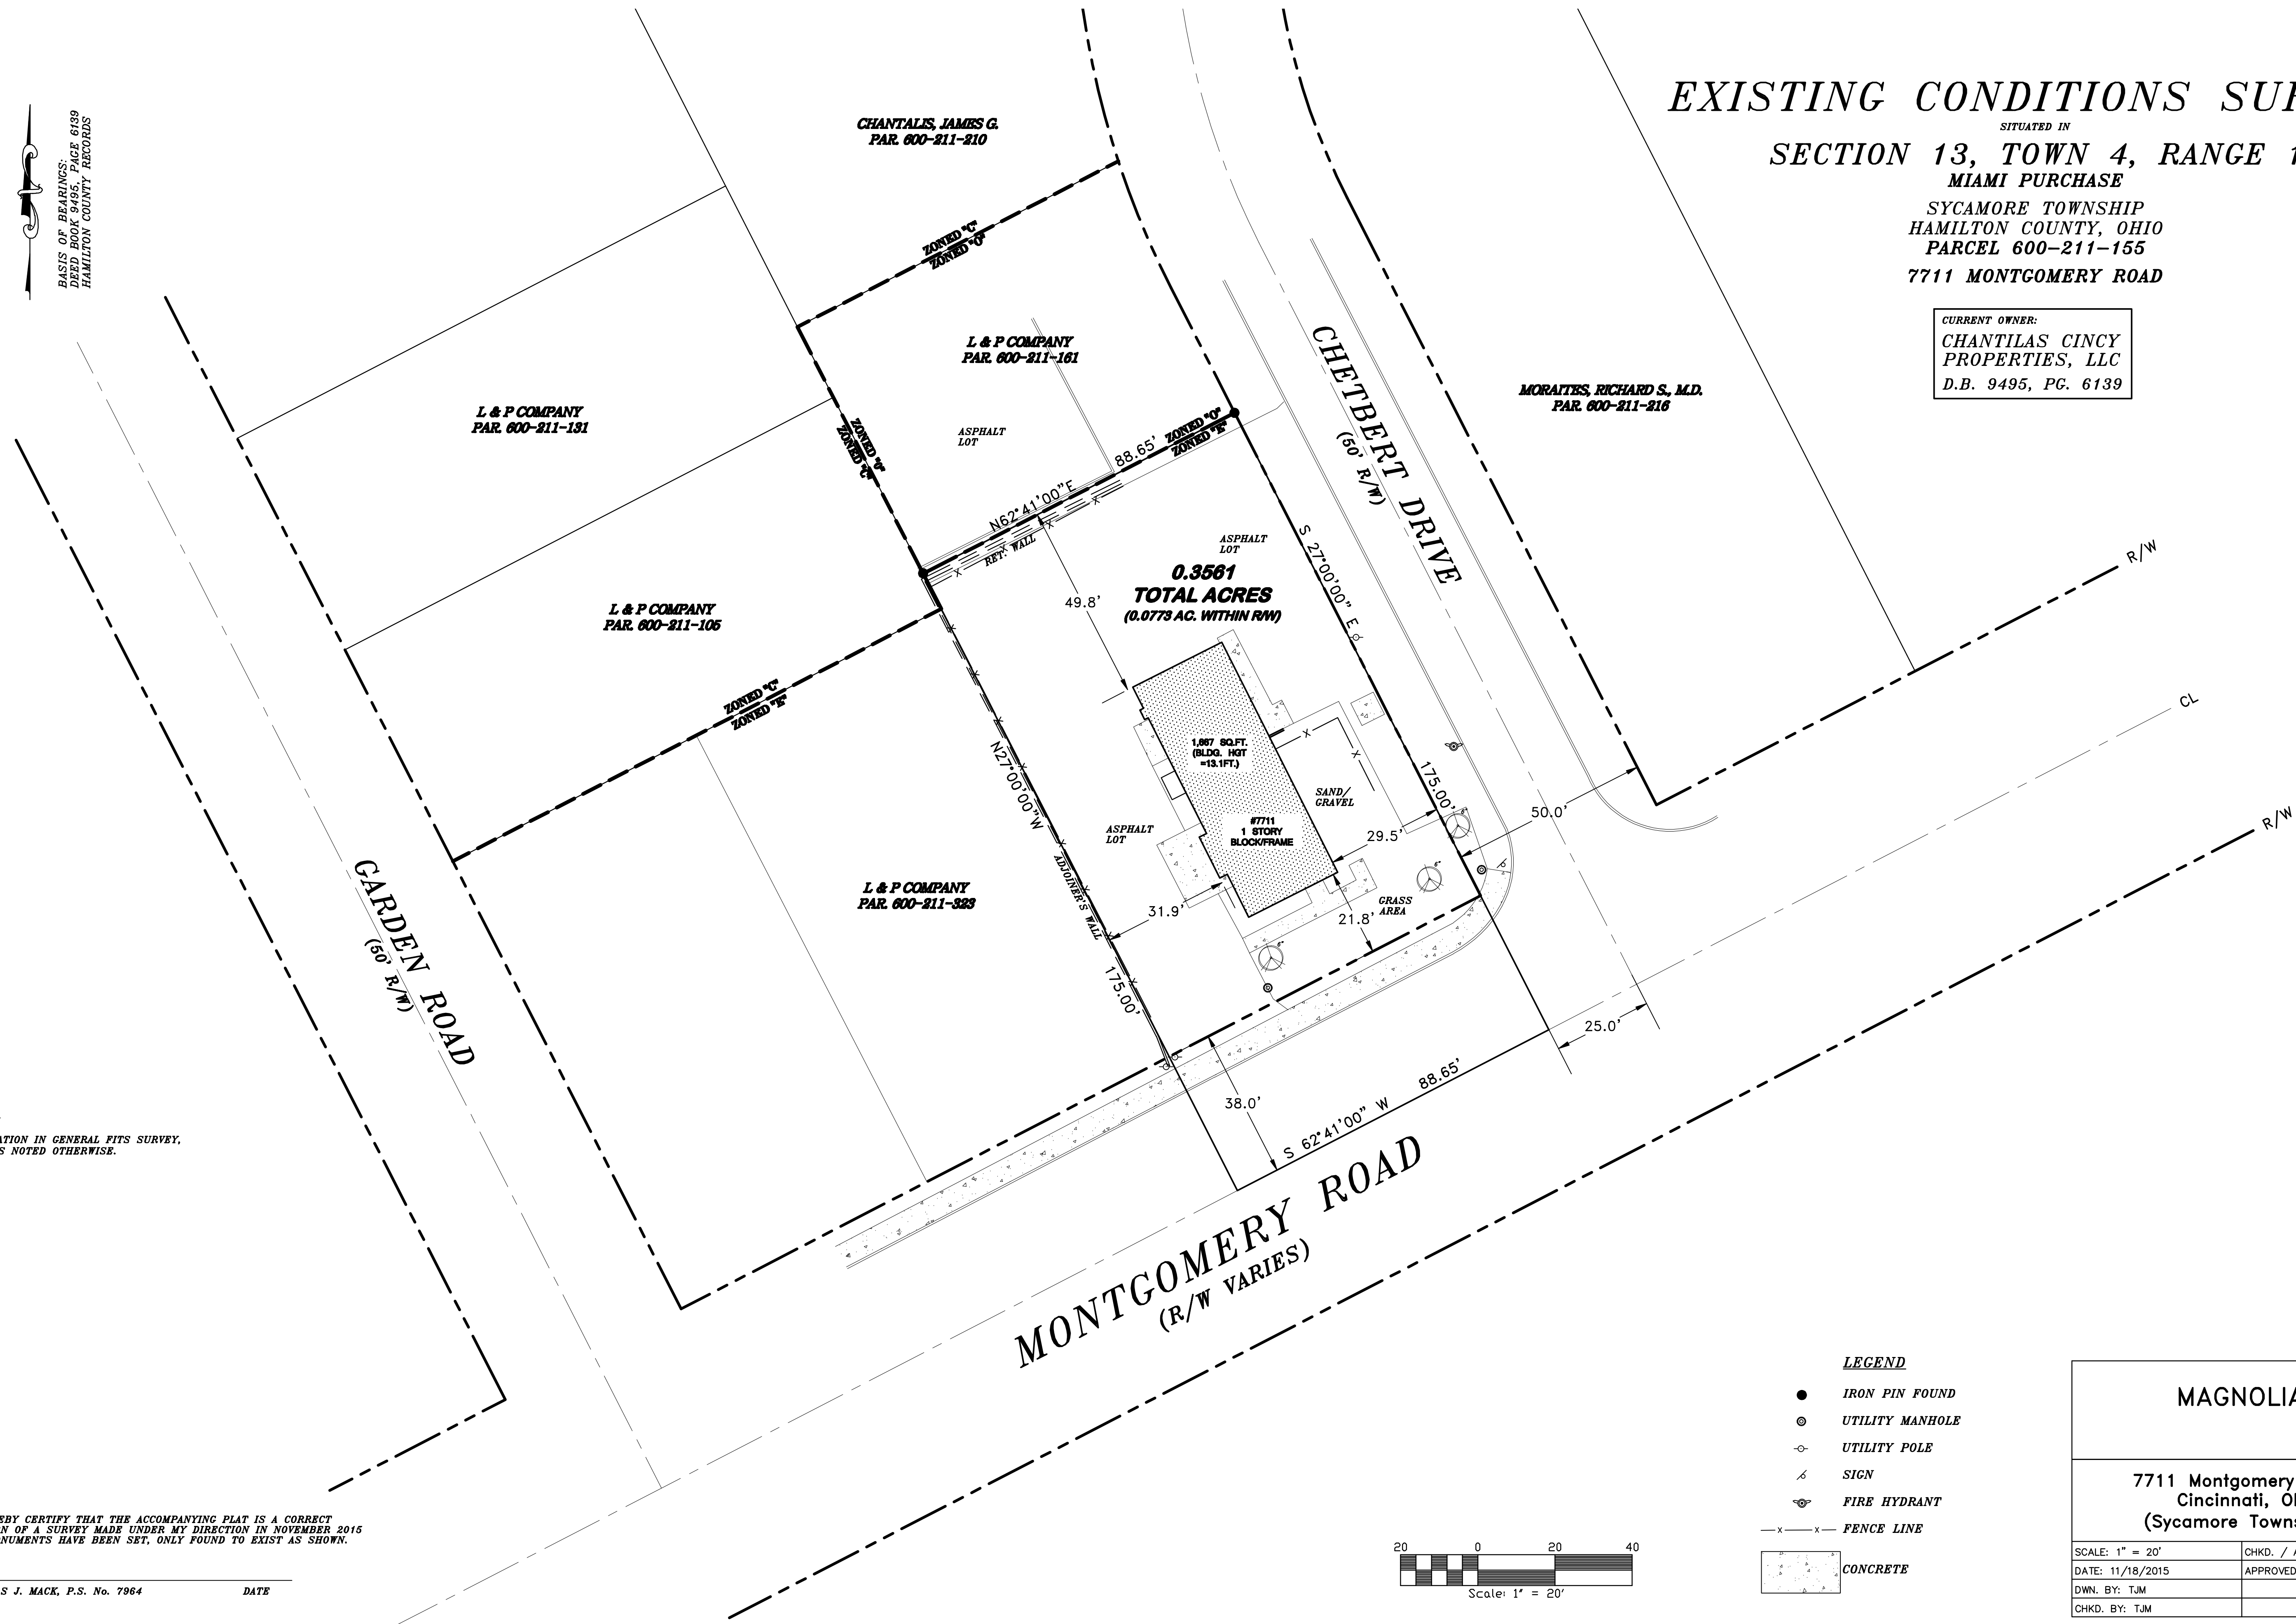 EXISTING CONDITIONS SUR
SITUATED IN
SECTION 13, TOWN 4, RANGE 1
MIAMI PURCHASE
SYCAMORE TOWNSHIP
HAMILTON COUNTY, OHIO
PARCEL 600-211-155
7711 MONTGOMERY ROAD
CURRENT OWNER:
CHANTILAS CINCY
PROPERTIES, LLC
D.B. 9495, PG. 6139
BASIS OF BEARINGS:
DEED BOOK 9495, PAGE 6139
HAMILTON COUNTY RECORDS
CHANTALIS, JAMES G.
PAR. 600-211-210
ZONED "C"
ZONED "O"
L & P COMPANY
PAR. 600-211-161
ASPHALT
LOT
L & P COMPANY
PAR. 600-211-131
ZONED "O"
ZONED "C"
88.65'
ZONED "O"
ZONED "E"
N62°41'00"E
RET. WALL
CHETBERT DRIVE
(50' R/W)
MORAITES, RICHARD S., M.D.
PAR. 600-211-216
S 27°00'00" E
175.00'
ASPHALT
LOT
0.3561
TOTAL ACRES
(0.0773 AC. WITHIN R/W)
49.8'
L & P COMPANY
PAR. 600-211-105
ZONED "C"
ZONED "E"
N27°00'00"W
175.00'
ADJOINER'S WALL
1,667 SQ.FT.
(BLDG. HGT
=13.1FT.)
#7711
1 STORY
BLOCK/FRAME
SAND/
GRAVEL
ASPHALT
LOT
29.5'
31.9'
21.8'
GRASS
AREA
6"
6"
6"
50.0'
25.0'
38.0'
R/W
CL
R/W
L & P COMPANY
PAR. 600-211-323
GARDEN ROAD
(50' R/W)
S 62°41'00" W
88.65'
MONTGOMERY ROAD
(R/W VARIES)
ATION IN GENERAL FITS SURVEY,
S NOTED OTHERWISE.
EBY CERTIFY THAT THE ACCOMPANYING PLAT IS A CORRECT
N OF A SURVEY MADE UNDER MY DIRECTION IN NOVEMBER 2015
NUMENTS HAVE BEEN SET, ONLY FOUND TO EXIST AS SHOWN.
S J. MACK, P.S. No. 7964
DATE
20 0 20 40
Scale: 1" = 20'
LEGEND
IRON PIN FOUND
UTILITY MANHOLE
UTILITY POLE
SIGN
FIRE HYDRANT
FENCE LINE
CONCRETE
MAGNOLIA
7711 Montgomery
Cincinnati, O
(Sycamore Towns
SCALE: 1" = 20'
CHKD. /
DATE: 11/18/2015
APPROVED
DWN. BY: TJM
CHKD. BY: TJM